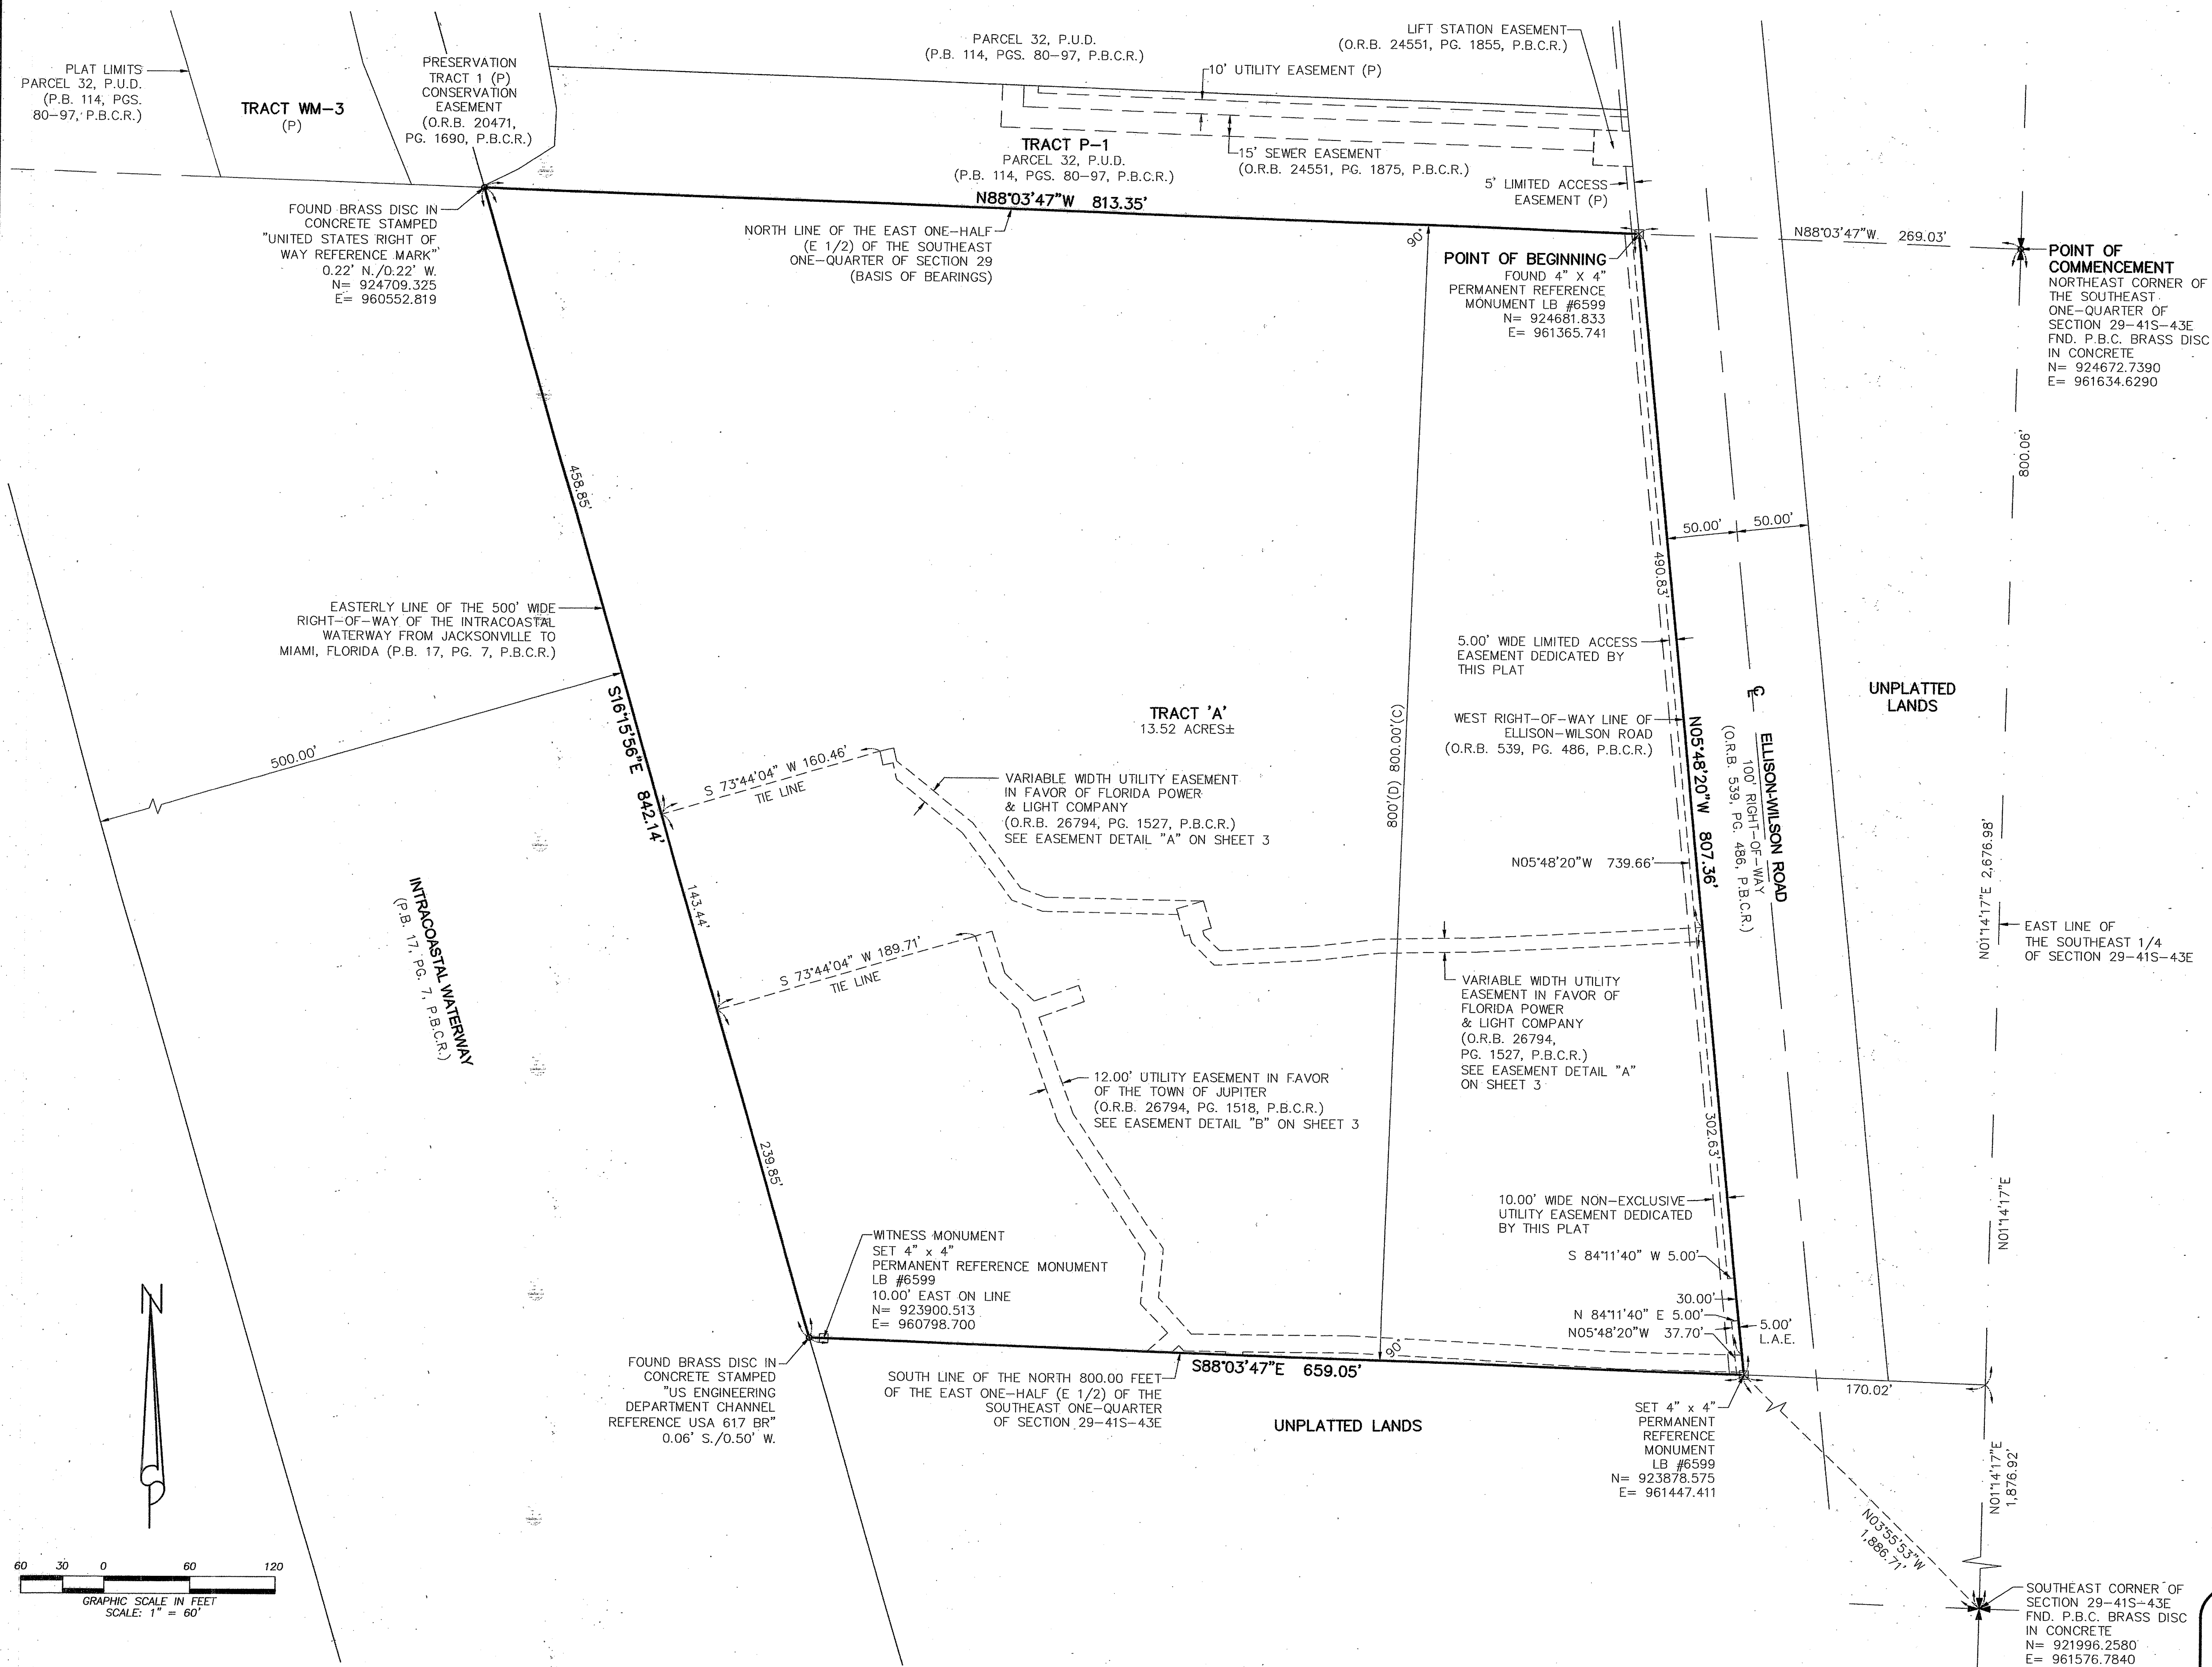 PLAT LIMITS
PARCEL 32, P.U.D.
(P.B. 114, PGS.
80-97, P.B.C.R.)
TRACT WM-3
(P)
PRESERVATION
TRACT 1 (P)
CONSERVATION
EASEMENT
(O.R.B. 20471,
PG. 1690, P.B.C.R.)
PARCEL 32, P.U.D.
(P.B. 114, PGS. 80-97, P.B.C.R.)
10' UTILITY EASEMENT (P)
LIFT STATION EASEMENT
(O.R.B. 24551, PG. 1855, P.B.C.R.)
TRACT P-1
PARCEL 32, P.U.D.
(P.B. 114, PGS. 80-97, P.B.C.R.)
15' SEWER EASEMENT
(O.R.B. 24551, PG. 1875, P.B.C.R.)
5' LIMITED ACCESS
EASEMENT (P)
N88°03'47"W 813.35'
FOUND BRASS DISC IN
CONCRETE STAMPED
"UNITED STATES RIGHT OF
WAY REFERENCE MARK"
0.22' N./0.22' W.
N= 924709.325
E= 960552.819
NORTH LINE OF THE EAST ONE-HALF
(E 1/2) OF THE SOUTHEAST
ONE-QUARTER OF SECTION 29
(BASIS OF BEARINGS)
90°
POINT OF BEGINNING
FOUND 4" X 4"
PERMANENT REFERENCE
MONUMENT LB #6599
N= 924681.833
E= 961365.741
N88°03'47"W. 269.03'
POINT OF
COMMENCEMENT
NORTHEAST CORNER OF
THE SOUTHEAST
ONE-QUARTER OF
SECTION 29-41S-43E
FND. P.B.C. BRASS DISC
IN CONCRETE
N= 924672.7390
E= 961634.6290
800.06'
458.85'
50.00'
50.00'
490.83'
EASTERLY LINE OF THE 500' WIDE
RIGHT-OF-WAY OF THE INTRACOASTAL
WATERWAY FROM JACKSONVILLE TO
MIAMI, FLORIDA (P.B. 17, PG. 7, P.B.C.R.)
5.00' WIDE LIMITED ACCESS
EASEMENT DEDICATED BY
THIS PLAT
S16°15'56"E 842.14'
500.00'
TRACT 'A'
13.52 ACRES±
800'(D) 800.00'(C)
WEST RIGHT-OF-WAY LINE OF
ELLISON-WILSON ROAD
(O.R.B. 539, PG. 486, P.B.C.R.)
N05°48'20"W 807.36'
℄ ELLISON-WILSON ROAD
100' RIGHT-OF-WAY
(O.R.B. 539, PG. 486, P.B.C.R.)
UNPLATTED
LANDS
S 73°44'04" W 160.46'
TIE LINE
VARIABLE WIDTH UTILITY EASEMENT
IN FAVOR OF FLORIDA POWER
& LIGHT COMPANY
(O.R.B. 26794, PG. 1527, P.B.C.R.)
SEE EASEMENT DETAIL "A" ON SHEET 3
N05°48'20"W 739.66'
N01°14'17"E 2,676.98'
EAST LINE OF
THE SOUTHEAST 1/4
OF SECTION 29-41S-43E
143.44'
INTRACOASTAL WATERWAY
(P.B. 17, PG. 7, P.B.C.R.)
S 73°44'04" W 189.71'
TIE LINE
VARIABLE WIDTH UTILITY
EASEMENT IN FAVOR OF
FLORIDA POWER
& LIGHT COMPANY
(O.R.B. 26794,
PG. 1527, P.B.C.R.)
SEE EASEMENT DETAIL "A"
ON SHEET 3
12.00' UTILITY EASEMENT IN FAVOR
OF THE TOWN OF JUPITER
(O.R.B. 26794, PG. 1518, P.B.C.R.)
SEE EASEMENT DETAIL "B" ON SHEET 3
239.85'
302.63'
10.00' WIDE NON-EXCLUSIVE
UTILITY EASEMENT DEDICATED
BY THIS PLAT
N01°14'17"E
WITNESS MONUMENT
SET 4" x 4"
PERMANENT REFERENCE MONUMENT
LB #6599
10.00' EAST ON LINE
N= 923900.513
E= 960798.700
S 84°11'40" W 5.00'
30.00'
N 84°11'40" E 5.00'
N05°48'20"W 37.70'
5.00'
L.A.E.
90°
FOUND BRASS DISC IN
CONCRETE STAMPED
"US ENGINEERING
DEPARTMENT CHANNEL
REFERENCE USA 617 BR"
0.06' S./0.50' W.
S88°03'47"E 659.05'
SOUTH LINE OF THE NORTH 800.00 FEET
OF THE EAST ONE-HALF (E 1/2) OF THE
SOUTHEAST ONE-QUARTER
OF SECTION 29-41S-43E
UNPLATTED LANDS
170.02'
SET 4" x 4"
PERMANENT
REFERENCE
MONUMENT
LB #6599
N= 923878.575
E= 961447.411
N01°14'17"E
1,876.92'
N03°55'53"W
1,886.71'
N
60 30 0 60 120
GRAPHIC SCALE IN FEET
SCALE: 1" = 60'
SOUTHEAST CORNER OF
SECTION 29-41S-43E
FND. P.B.C. BRASS DISC
IN CONCRETE
N= 921996.2580
E= 961576.7840